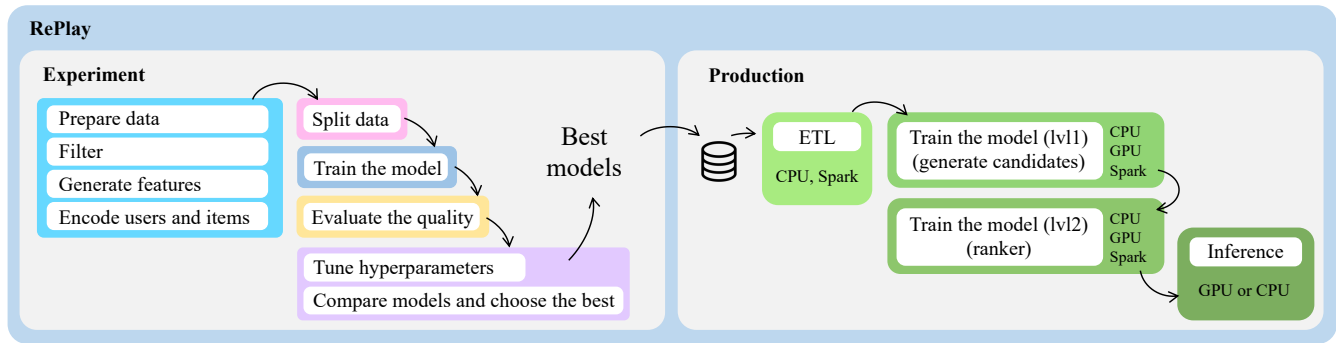 RePlay
Experiment
Prepare data
Filter
Generate features
Encode users and items
Split data
Train the model
Evaluate the quality
Tune hyperparameters
Compare models and choose the best
Best
models
Production
ETL
CPU, Spark
Train the model (lvl1)
(generate candidates)
CPU
GPU
Spark
Train the model (lvl2)
(ranker)
CPU
GPU
Spark
Inference
GPU or CPU